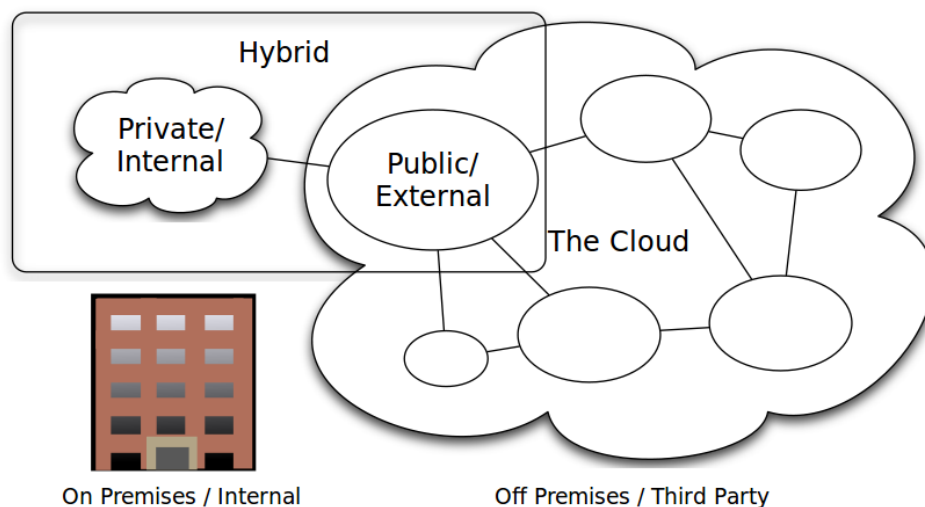 Hybrid
Private/
Internal
Public/
External
The Cloud
On Premises / Internal
Off Premises / Third Party